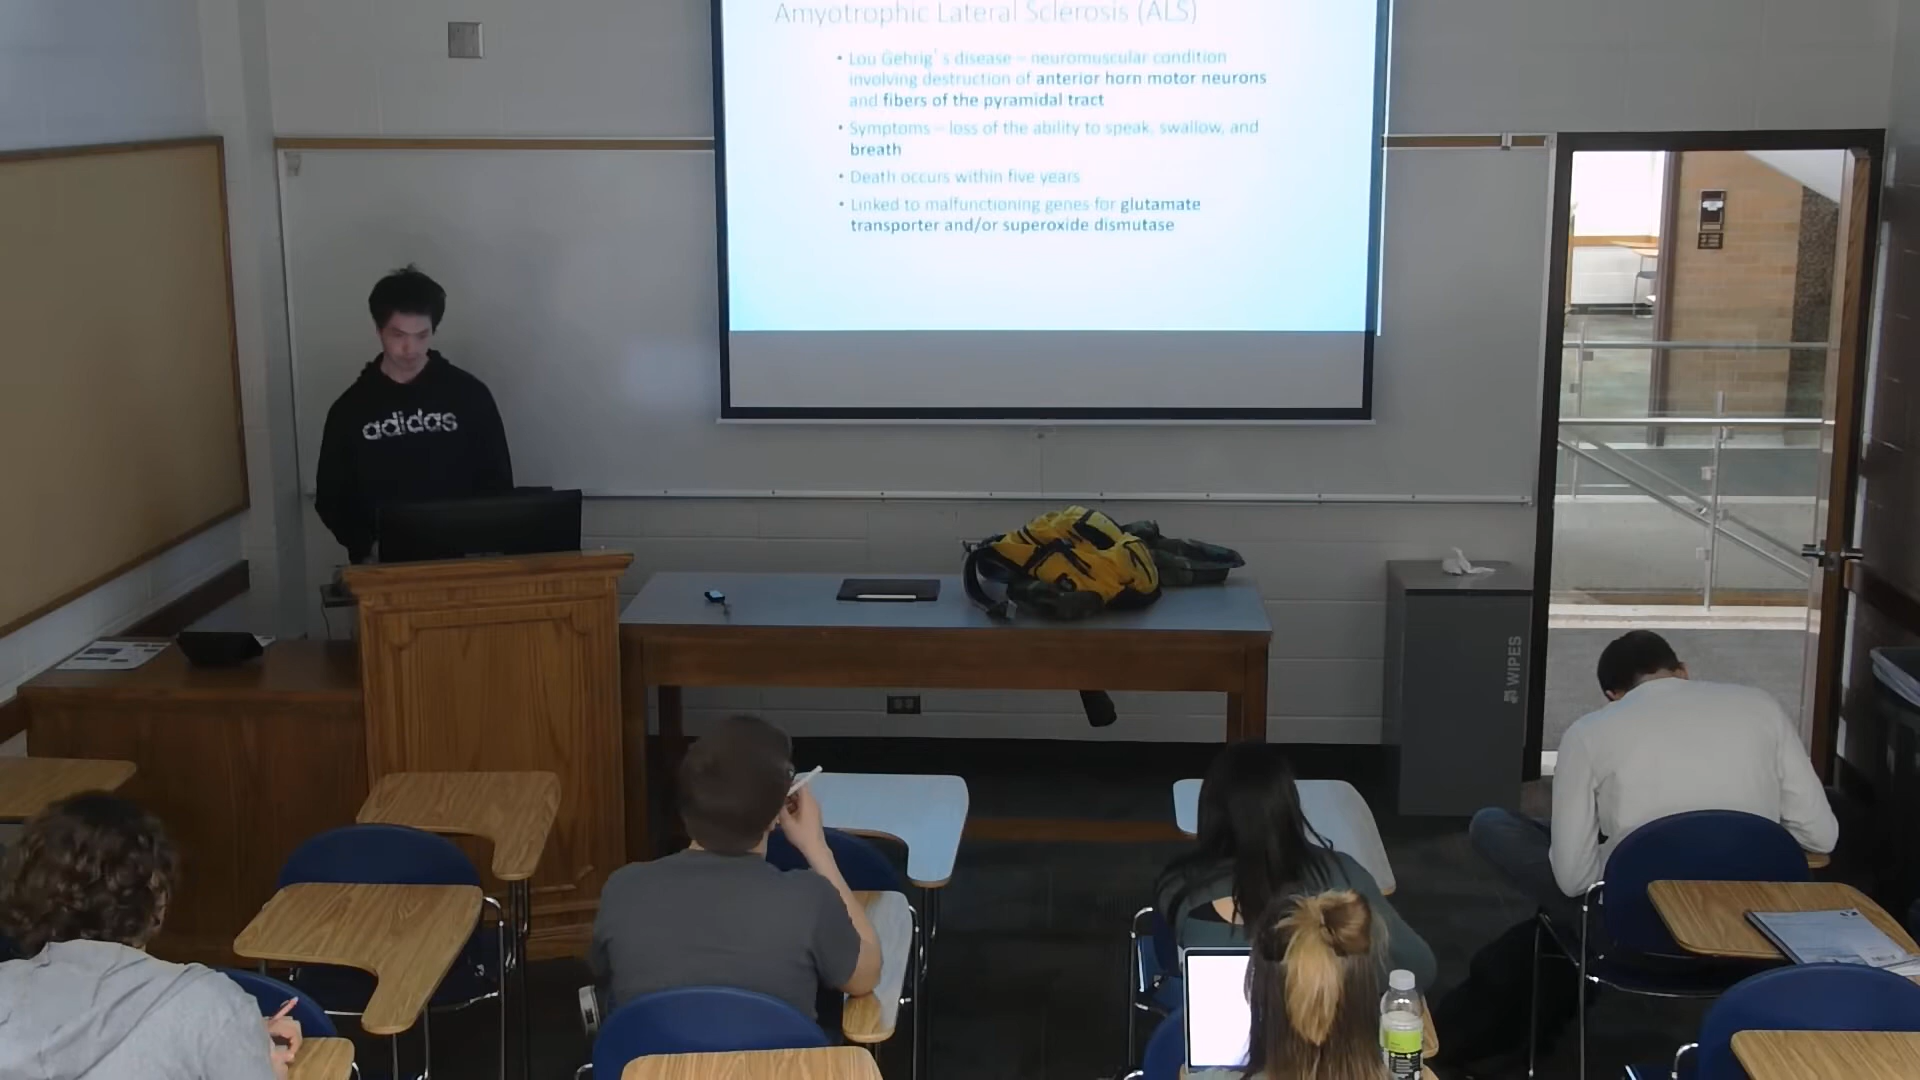 Amyotrophic Lateral Sclerosis (ALS)
• Lou Gehrig's disease – neuromuscular condition
involving destruction of anterior horn motor neurons
and fibers of the pyramidal tract
• Symptoms – loss of the ability to speak, swallow, and
breath
• Death occurs within five years
• Linked to malfunctioning genes for glutamate
transporter and/or superoxide dismutase
adidas
WIPES